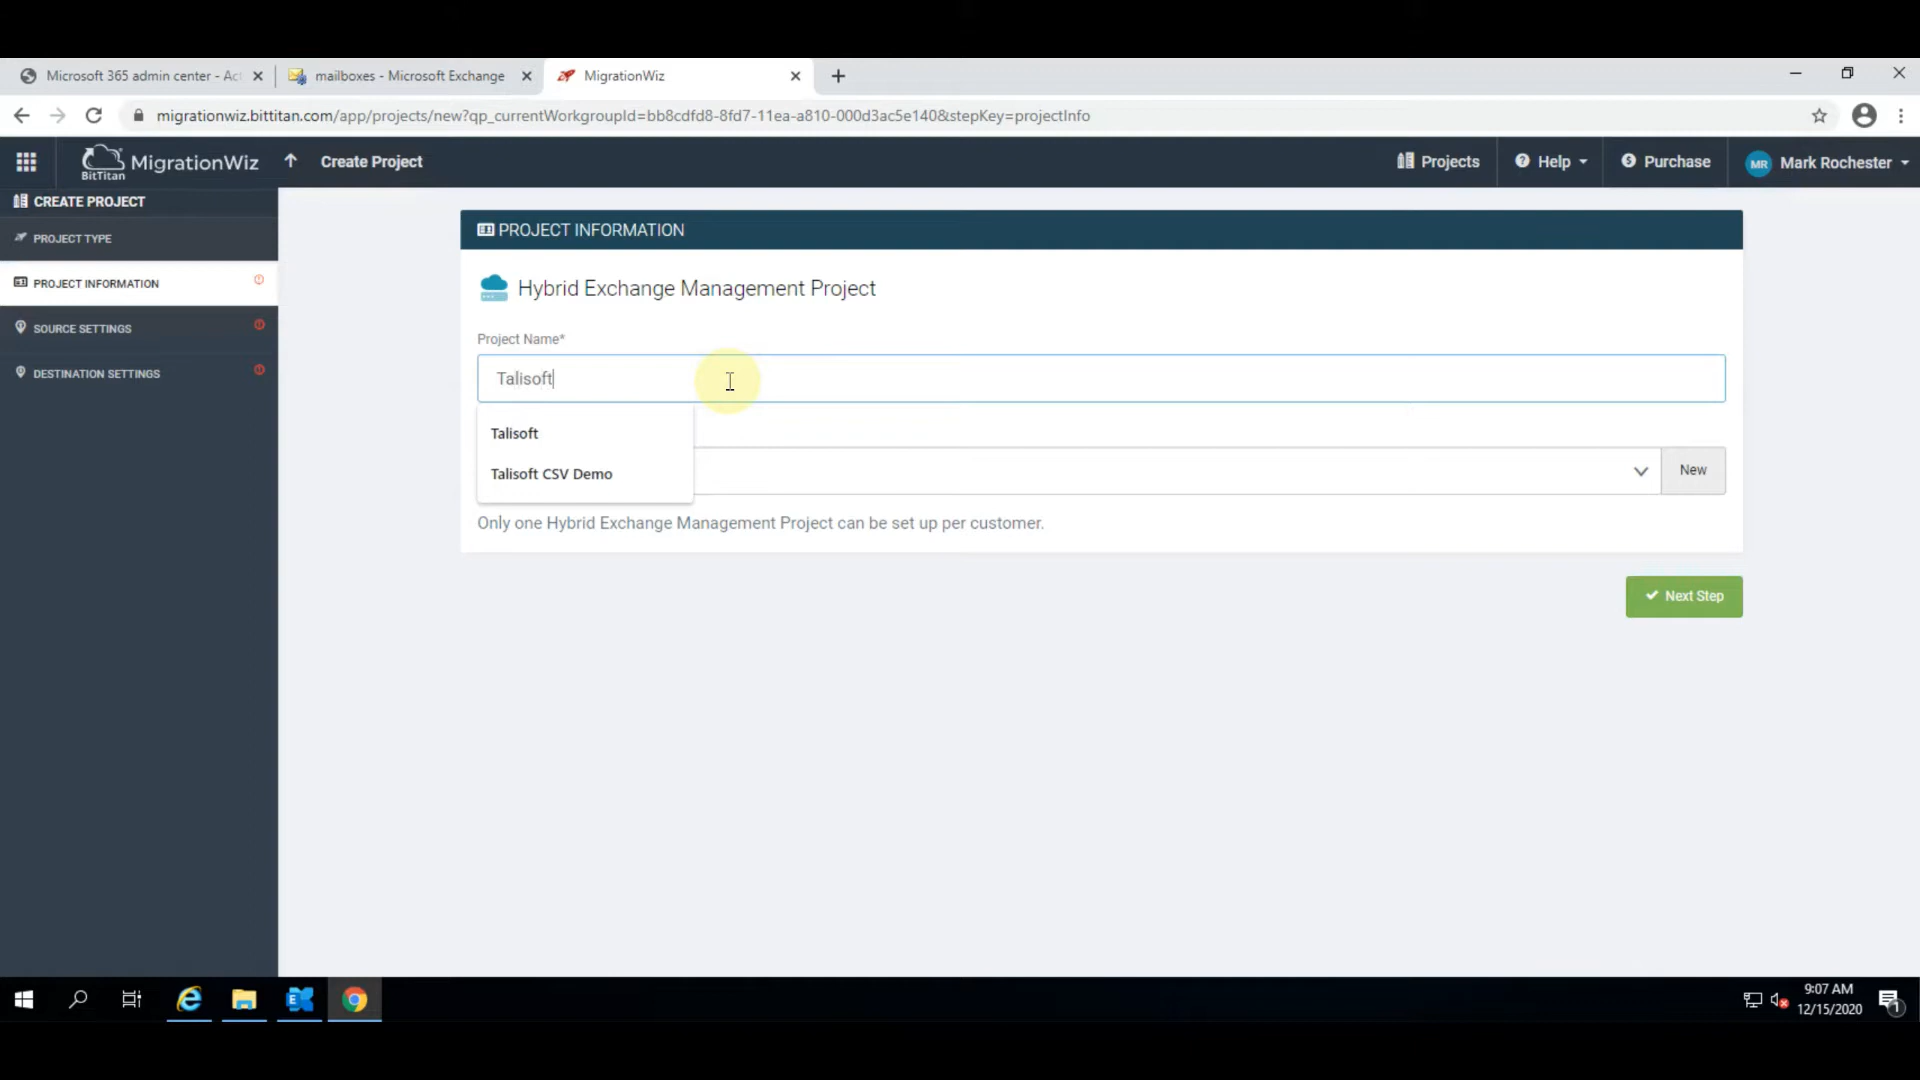 Microsoft 365 admin center - Ac
mailboxes - Microsoft Exchange
MigrationWiz
migrationwiz.bittitan.com/app/projects/new?qp_currentWorkgroupId=bb8cdfd8-8fd7-11ea-a810-000d3ac5e140&stepKey=projectInfo
BitTitan
MigrationWiz
Create Project
Projects
Help
Purchase
MR
Mark Rochester
CREATE PROJECT
PROJECT TYPE
PROJECT INFORMATION
SOURCE SETTINGS
DESTINATION SETTINGS
PROJECT INFORMATION
Hybrid Exchange Management Project
Project Name*
Talisoft
Talisoft
Talisoft CSV Demo
New
Only one Hybrid Exchange Management Project can be set up per customer.
Next Step
9:07 AM
12/15/2020
1